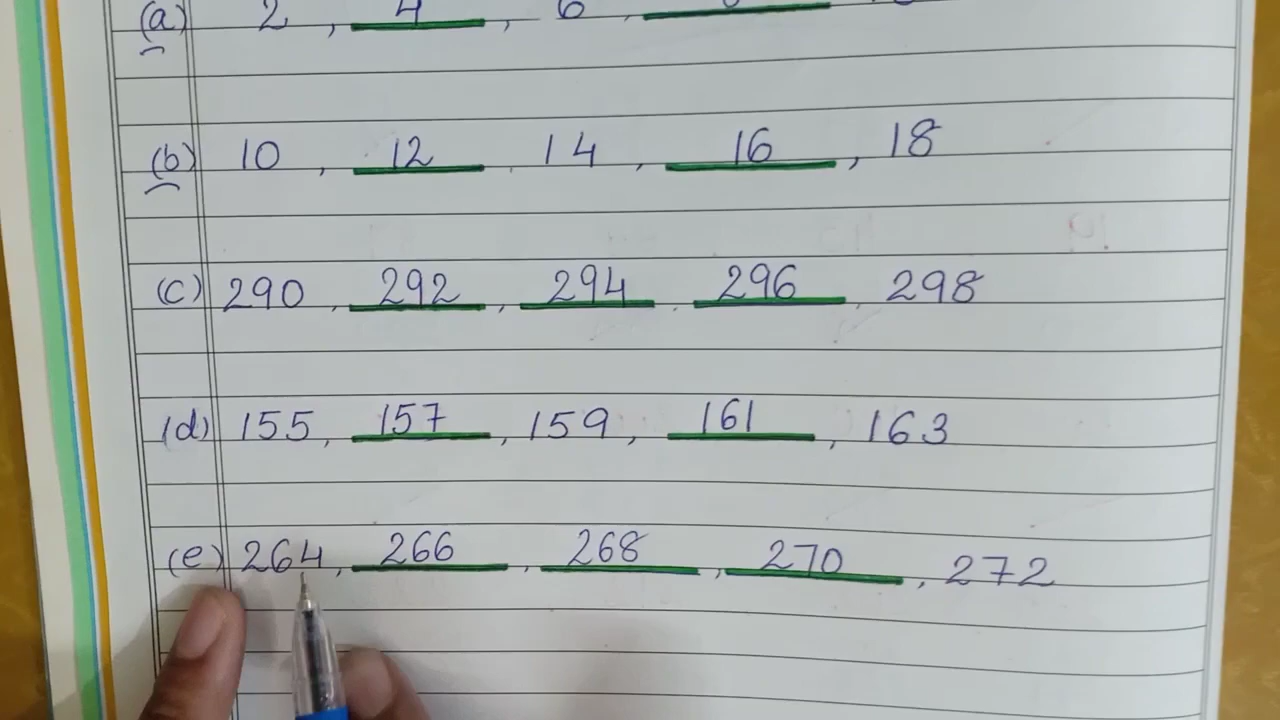 (a) 2, 4, 6,
(b) 10, 12, 14, 16, 18
(c) 290, 292, 294, 296, 298
(d) 155, 157, 159, 161, 163
(e) 264, 266, 268, 270, 272